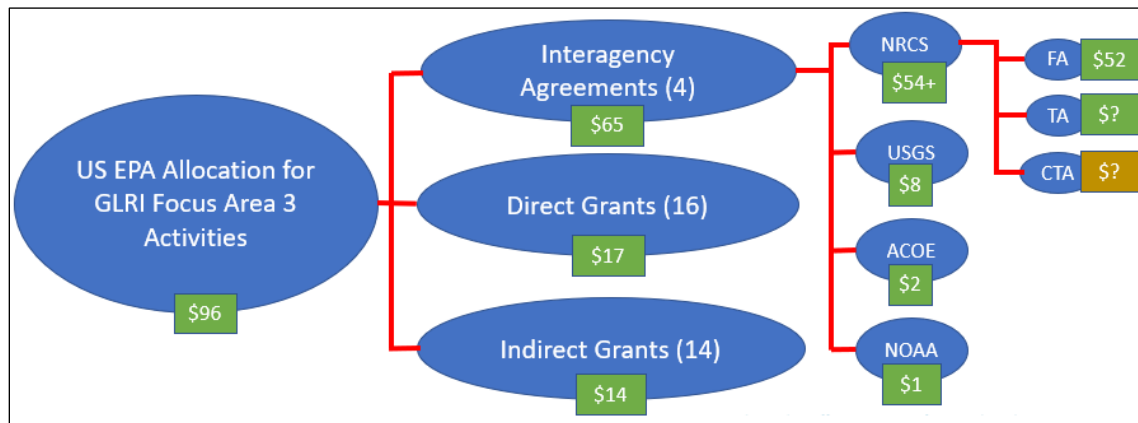 US EPA Allocation for
GLRI Focus Area 3
Activities
$96
Interagency
Agreements (4)
$65
Direct Grants (16)
$17
Indirect Grants (14)
$14
NRCS
$54+
USGS
$8
ACOE
$2
NOAA
$1
FA
$52
TA
$?
CTA
$?